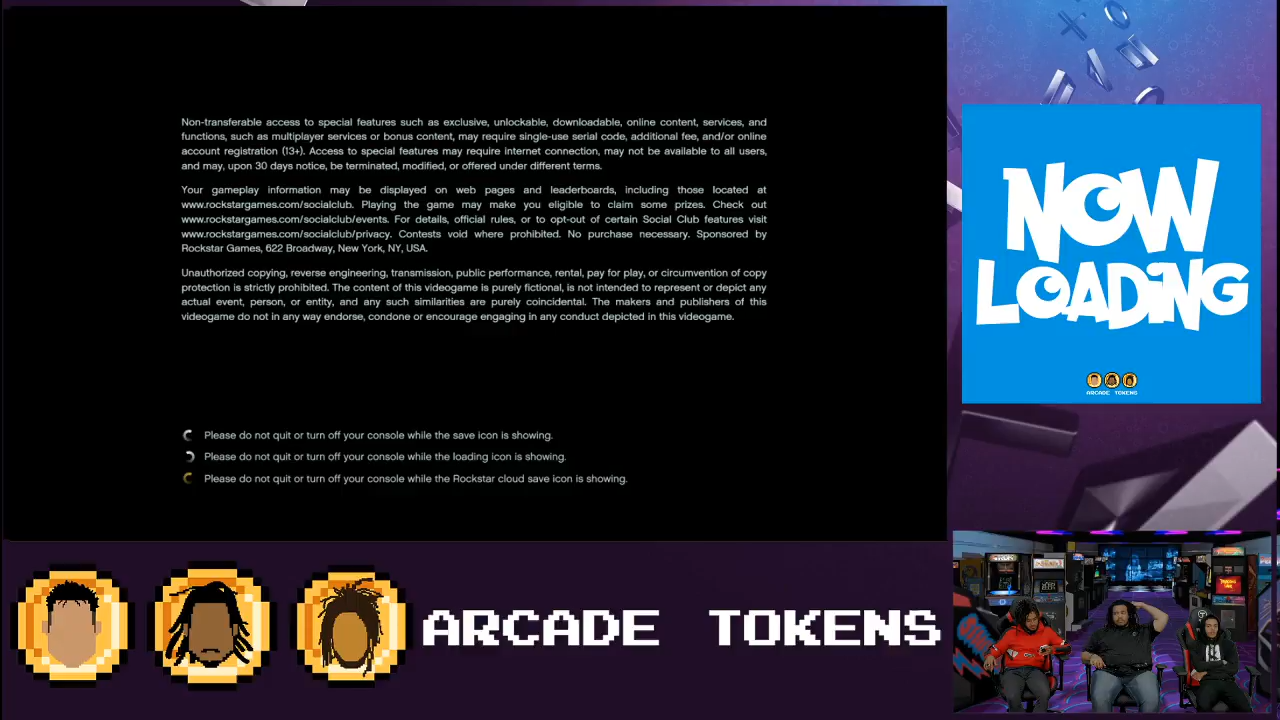 Non-transferable access to special features such as exclusive, unlockable, downloadable, online content, services, and
functions, such as multiplayer services or bonus content, may require single-use serial code, additional fee, and/or online
account registration (13+). Access to special features may require internet connection, may not be available to all users,
and may, upon 30 days notice, be terminated, modified, or offered under different terms.
Your gameplay information may be displayed on web pages and leaderboards, including those located at
www.rockstargames.com/socialclub. Playing the game may make you eligible to claim some prizes. Check out
www.rockstargames.com/socialclub/events. For details, official rules, or to opt-out of certain Social Club features visit
www.rockstargames.com/socialclub/privacy. Contests void where prohibited. No purchase necessary. Sponsored by
Rockstar Games, 622 Broadway, New York, NY, USA.
Unauthorized copying, reverse engineering, transmission, public performance, rental, pay for play, or circumvention of copy
protection is strictly prohibited. The content of this videogame is purely fictional, is not intended to represent or depict any
actual event, person, or entity, and any such similarities are purely coincidental. The makers and publishers of this
videogame do not in any way endorse, condone or encourage engaging in any conduct depicted in this videogame.
Please do not quit or turn off your console while the save icon is showing.
Please do not quit or turn off your console while the loading icon is showing.
Please do not quit or turn off your console while the Rockstar cloud save icon is showing.
NOW
LOADING
ARCADE TOKENS
ARCADE TOKENS